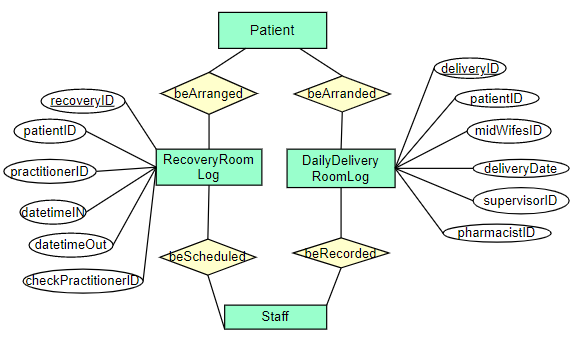 Patient
beArranged
beArranded
recoveryID
patientID
practitionerID
datetimeIN
datetimeOut
checkPractitionerID
RecoveryRoom
Log
DailyDelivery
RoomLog
deliveryID
patientID
midWifesID
deliveryDate
supervisorID
pharmacistID
beScheduled
beRecorded
Staff